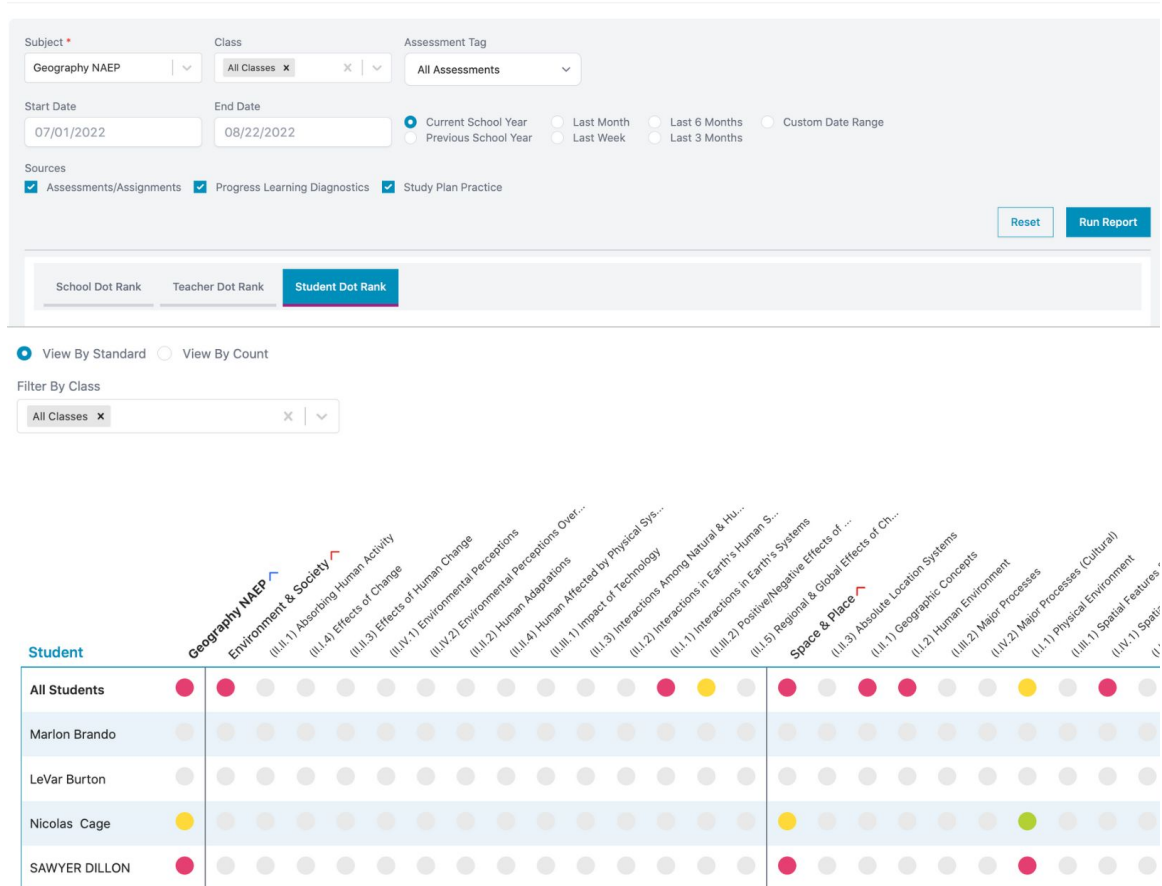 Subject *
Class
Assessment Tag
Geography NAEP
All Classes ×
All Assessments
Start Date
End Date
07/01/2022
08/22/2022
Current School Year
Last Month
Last 6 Months
Custom Date Range
Previous School Year
Last Week
Last 3 Months
Sources
Assessments/Assignments
Progress Learning Diagnostics
Study Plan Practice
Reset
Run Report
School Dot Rank
Teacher Dot Rank
Student Dot Rank
View By Standard
View By Count
Filter By Class
All Classes ×
Student
Geography NAEP
Environment & Society
(II.II.1) Absorbing Human Activity
(II.I.4) Effects of Change
(II.II.3) Effects of Human Change
(II.IV.1) Environmental Perceptions
(II.IV.2) Environmental Perceptions Over...
(II.II.2) Human Adaptations
(II.II.4) Human Affected by Physical Sys...
(II.III.1) Impact of Technology
(II.I.3) Interactions Among Natural & Hu...
(II.I.2) Interactions in Earth's Human S...
(II.I.1) Interactions in Earth's Systems
(II.III.2) Positive/Negative Effects of ...
(II.I.5) Regional & Global Effects of Ch...
Space & Place
(I.II.3) Absolute Location Systems
(I.II.1) Geographic Concepts
(I.I.2) Human Environment
(I.III.2) Major Processes
(I.IV.2) Major Processes (Cultural)
(I.I.1) Physical Environment
(I.III.1) Spatial Features
(I.IV.1)
All Students
Marlon Brando
LeVar Burton
Nicolas Cage
SAWYER DILLON